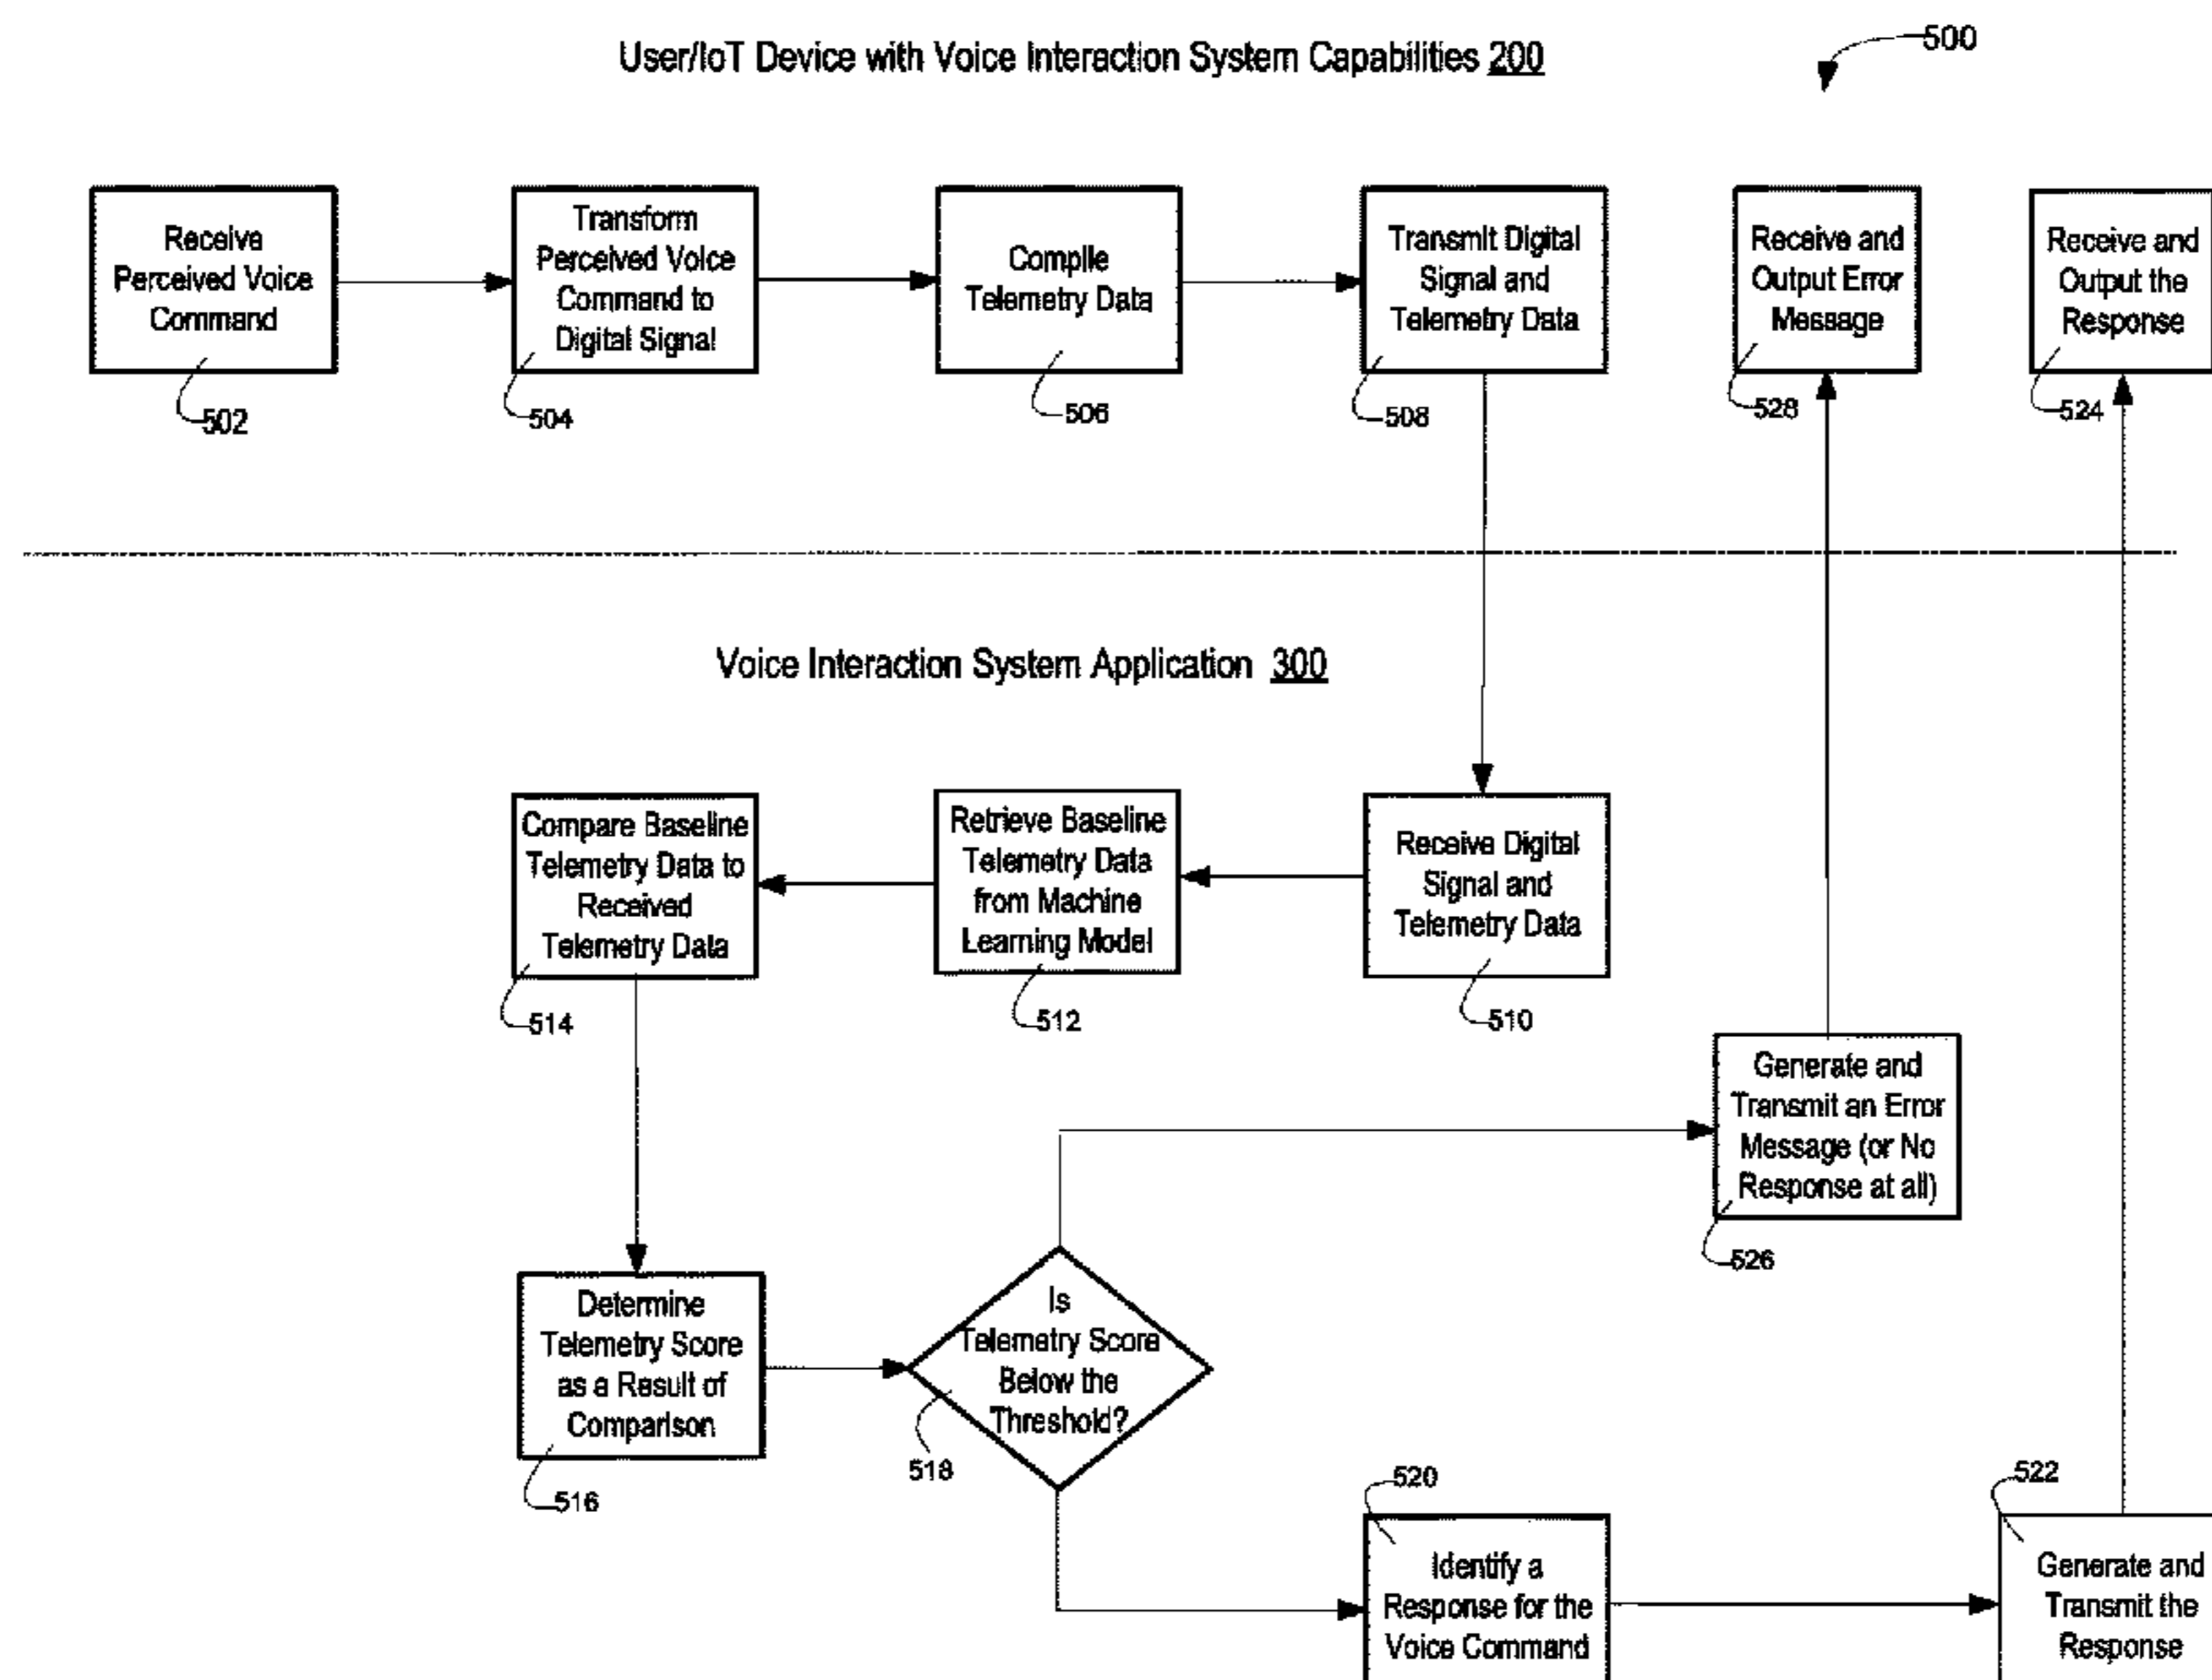 User/IoT Device with Voice Interaction System Capabilities 200
500
Receive
Perceived Voice
Command
502
Transform
Perceived Voice
Command to
Digital Signal
504
Compile
Telemetry Data
506
Transmit Digital
Signal and
Telemetry Data
508
Receive and
Output Error
Message
528
Receive and
Output the
Response
524
Voice Interaction System Application 300
Compare Baseline
Telemetry Data to
Received
Telemetry Data
514
Retrieve Baseline
Telemetry Data
from Machine
Learning Model
512
Receive Digital
Signal and
Telemetry Data
510
Generate and
Transmit an Error
Message (or No
Response at all)
526
Determine
Telemetry Score
as a Result of
Comparison
516
Is
Telemetry Score
Below the
Threshold?
518
520
Identify a
Response for the
Voice Command
522
Generate and
Transmit the
Response